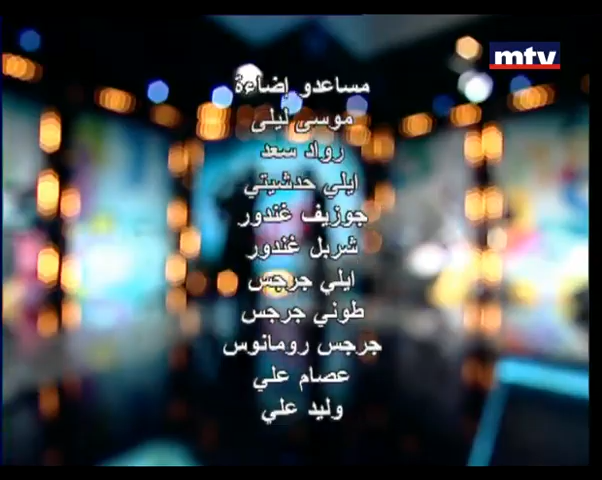 mtv
مساعدو إضاءة
موسى ليلى
رواد سعد
ايلي حدشيتي
جوزيف غندور
شربل غندور
ايلي جرجس
طوني جرجس
جرجس رومانوس
عصام علي
وليد علي